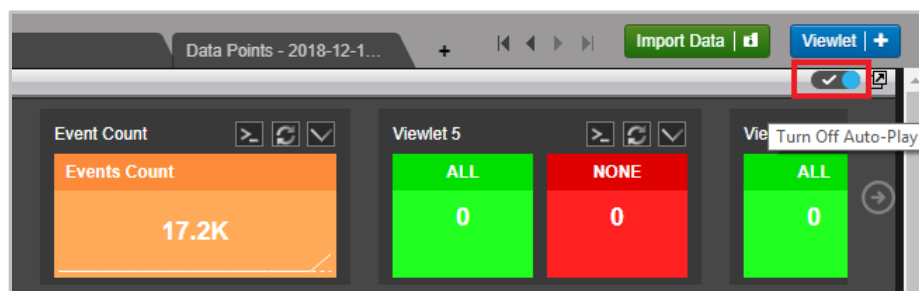 Data Points - 2018-12-1...
+
Import Data
Viewlet | +
Event Count
Viewlet 5
Vie
Turn Off Auto-Play
Events Count
ALL
NONE
ALL
17.2K
0
0
0